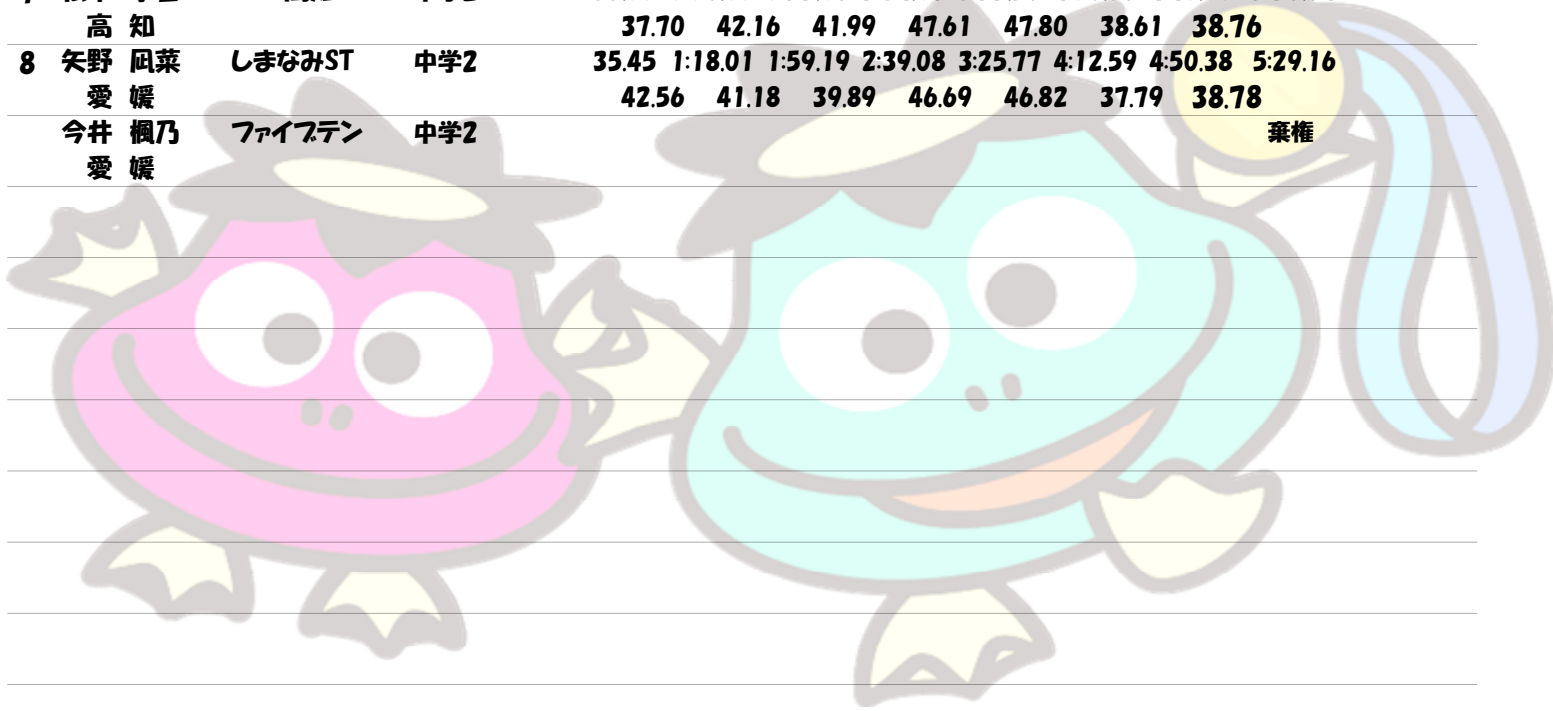 高 知 37.70 42.16 41.99 47.61 47.80 38.61 38.76
8 矢野 凪菜 しまなみST 中学2 35.45 1:18.01 1:59.19 2:39.08 3:25.77 4:12.59 4:50.38 5:29.16
愛 媛 42.56 41.18 39.89 46.69 46.82 37.79 38.78
今井 楓乃 ファイブテン 中学2 棄権
愛 媛